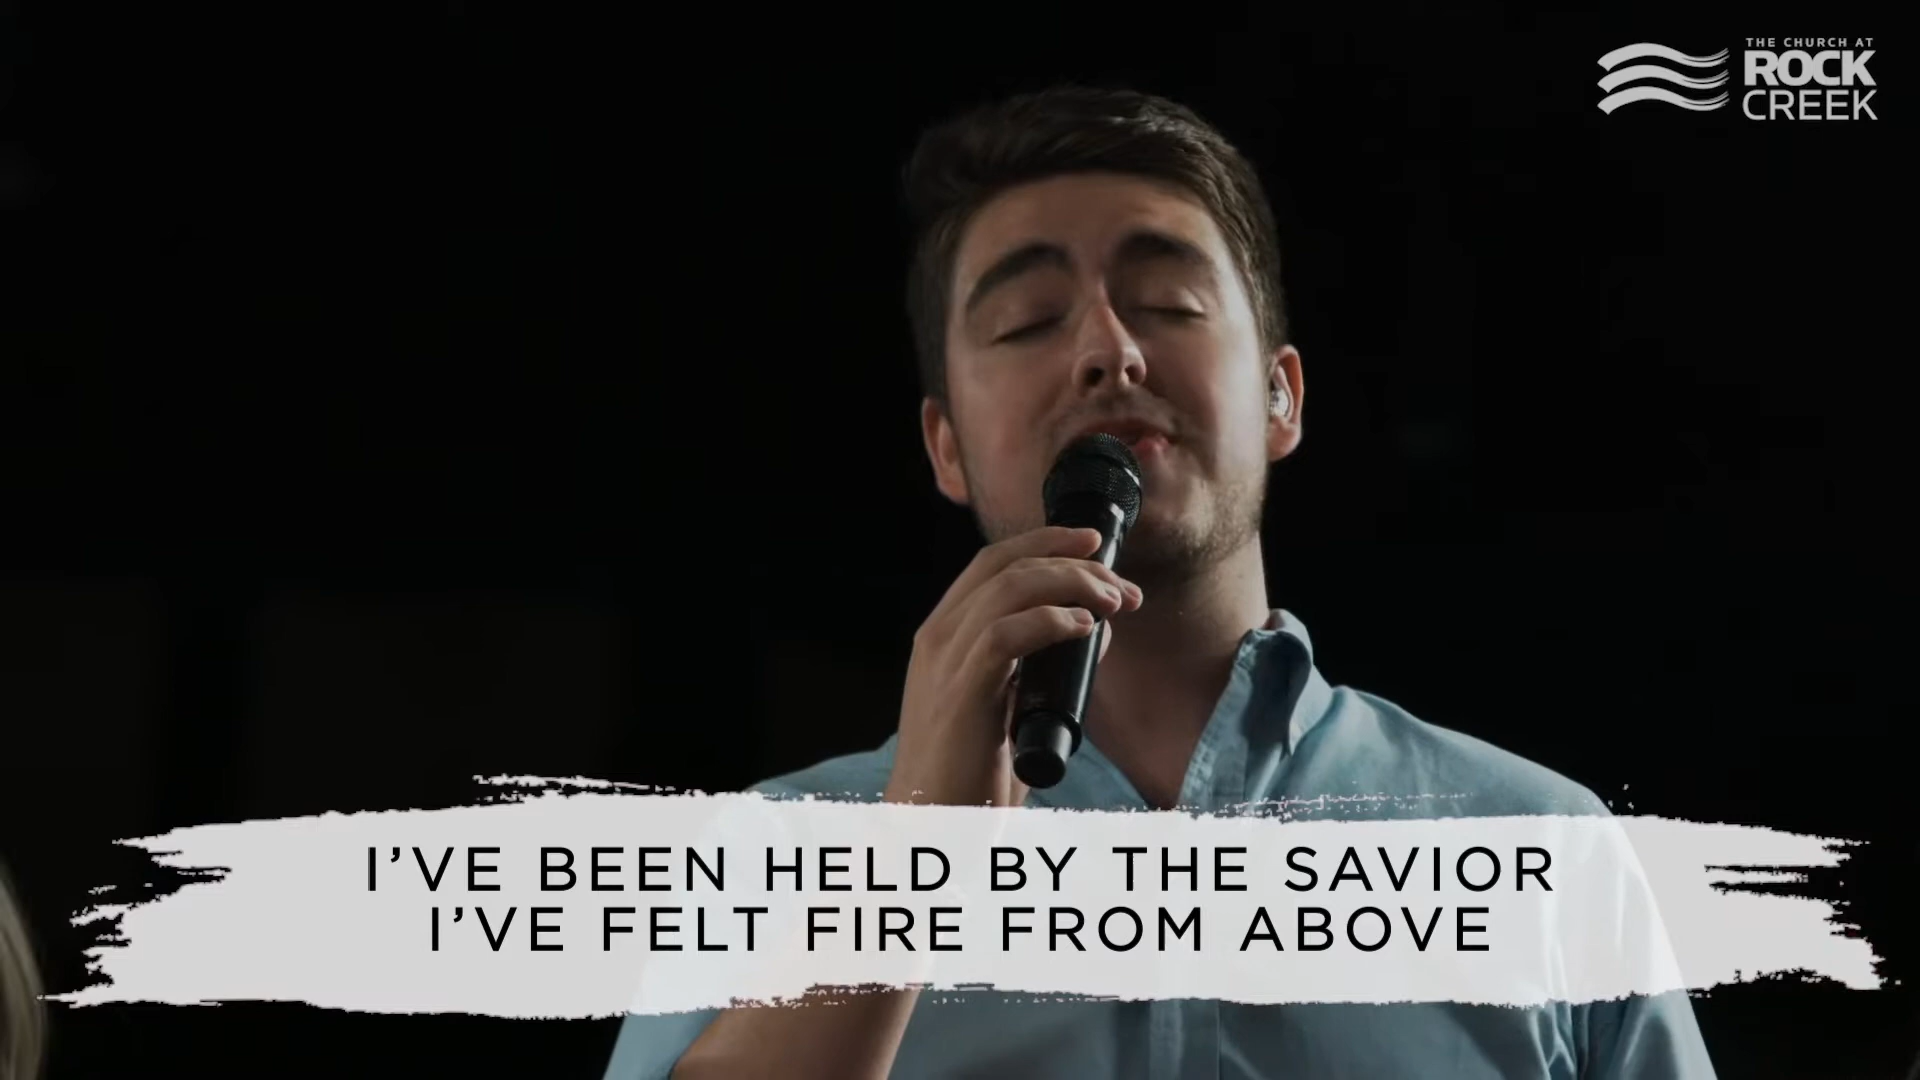 THE CHURCH AT
ROCK
CREEK
I'VE BEEN HELD BY THE SAVIOR
I'VE FELT FIRE FROM ABOVE